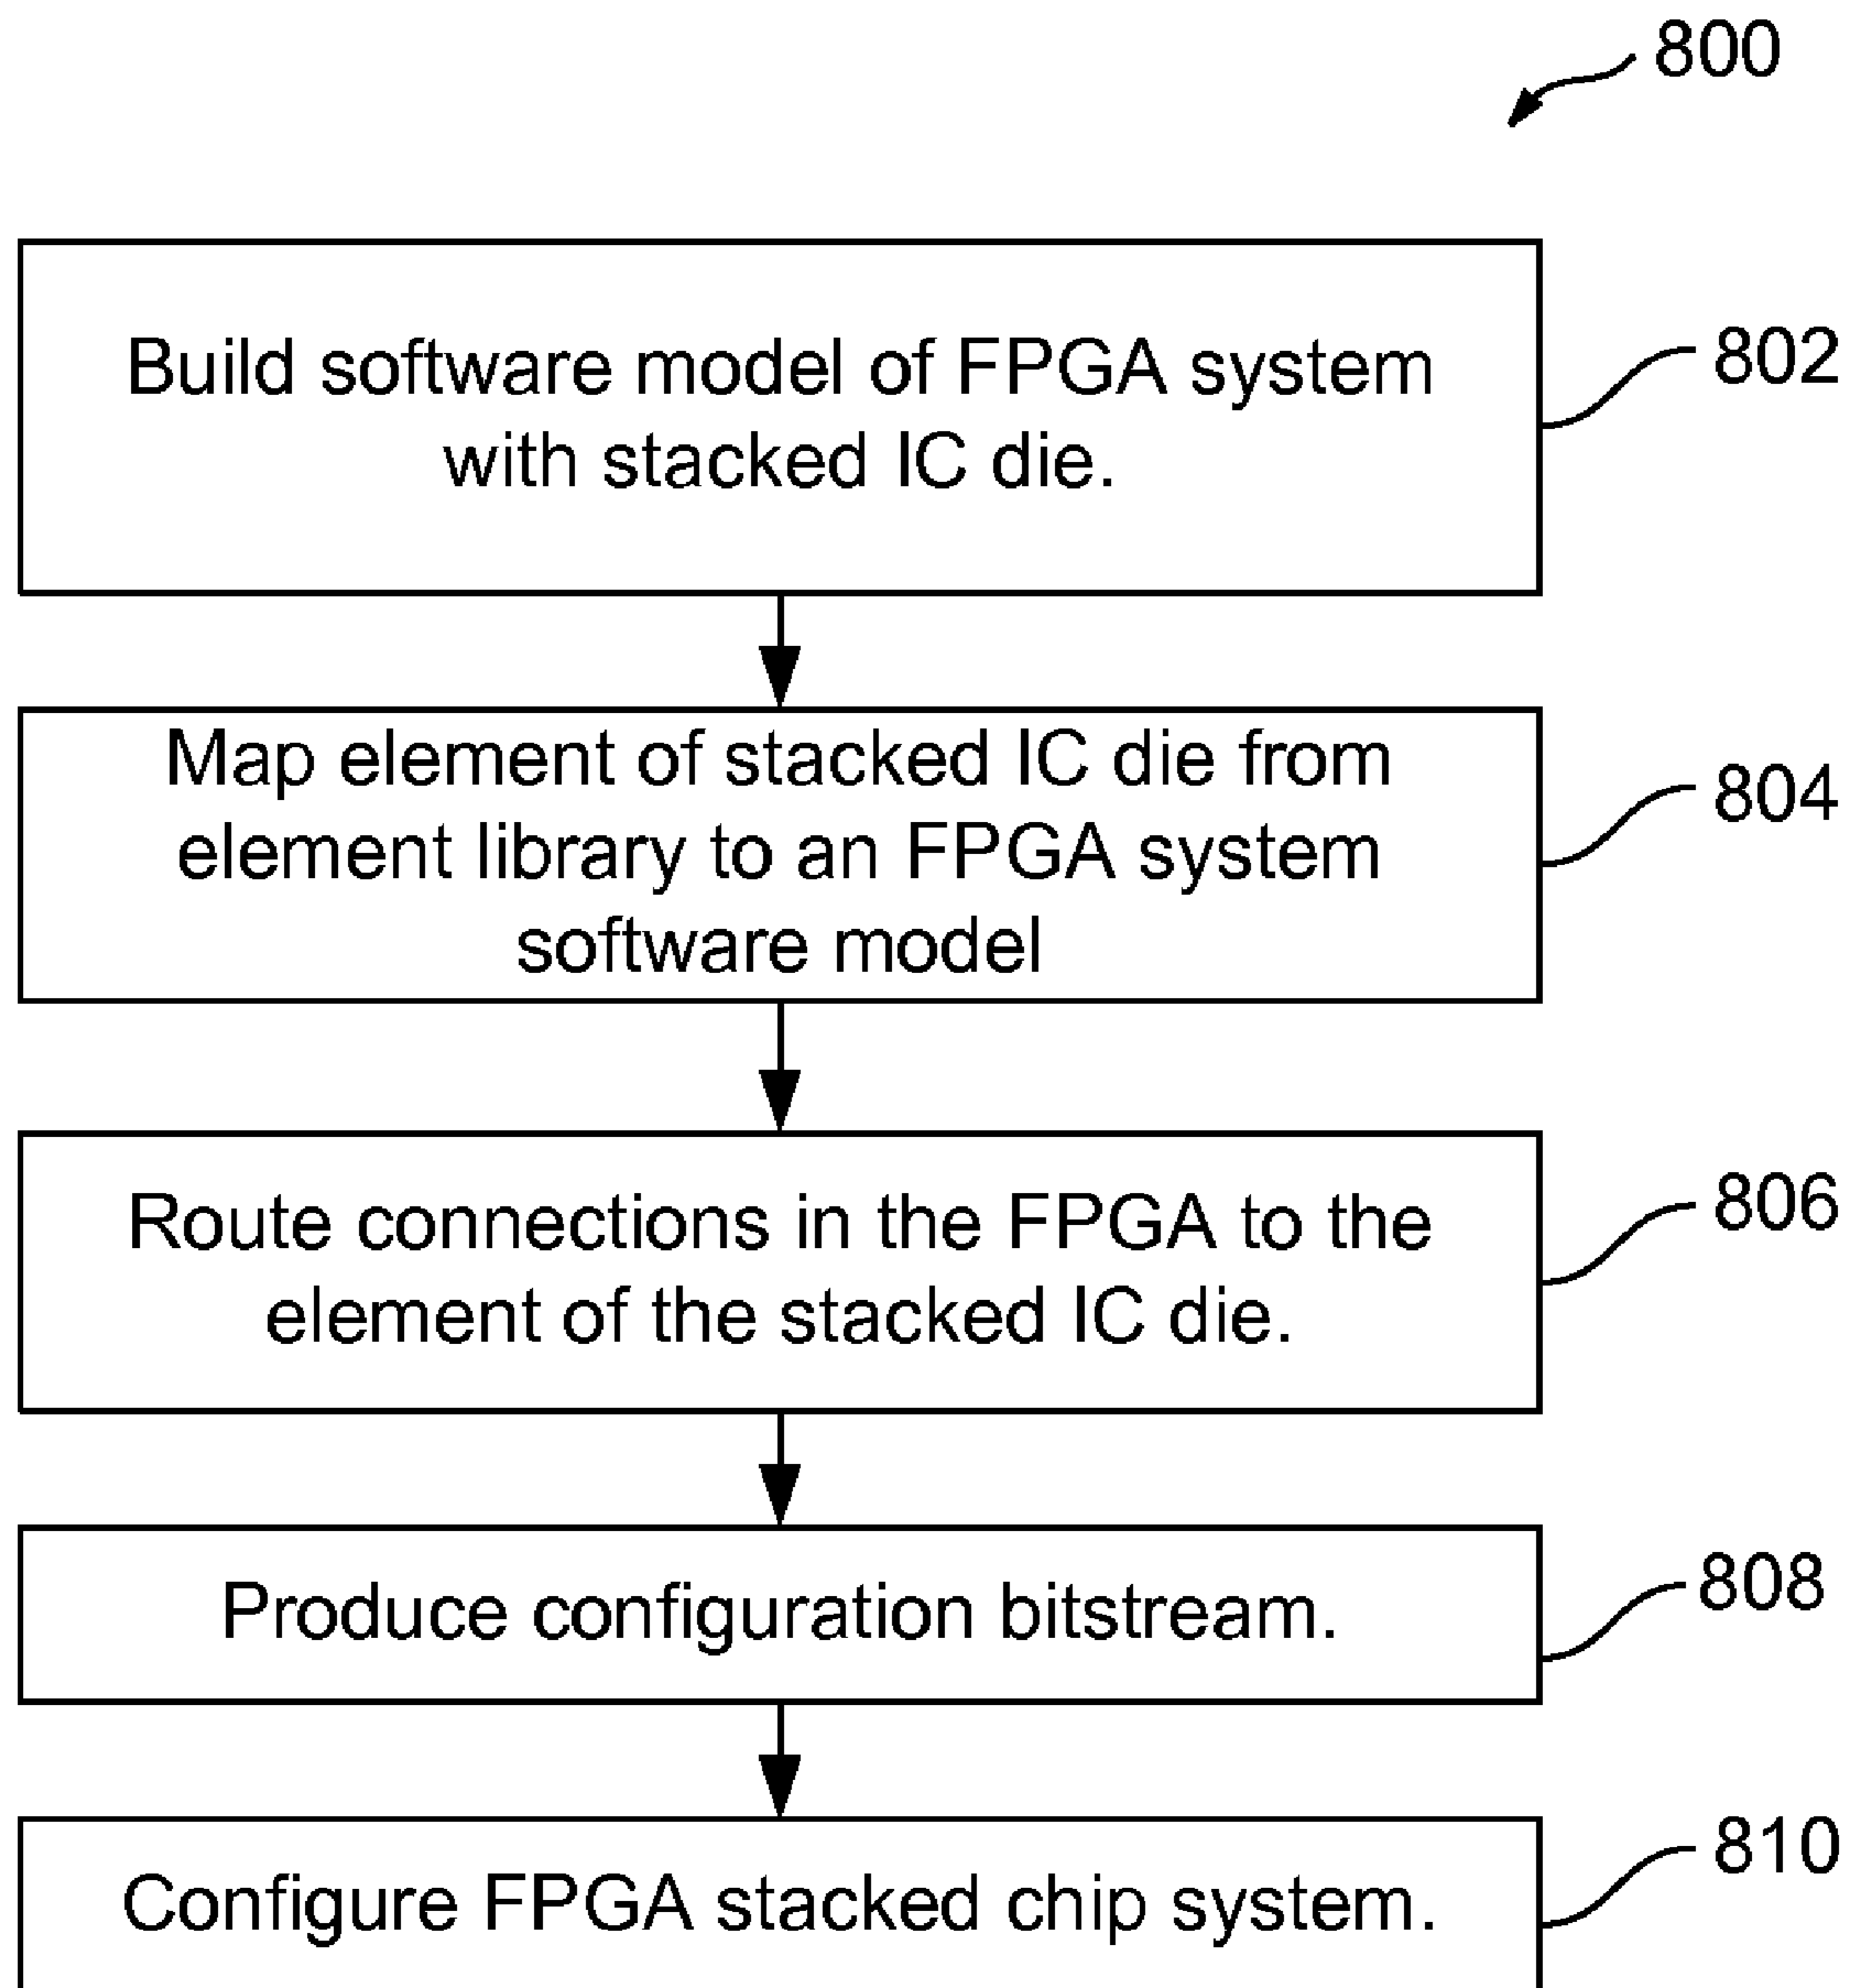 800
Build software model of FPGA system
with stacked IC die.
802
Map element of stacked IC die from
element library to an FPGA system
software model
804
Route connections in the FPGA to the
element of the stacked IC die.
806
Produce configuration bitstream.
808
Configure FPGA stacked chip system.
810